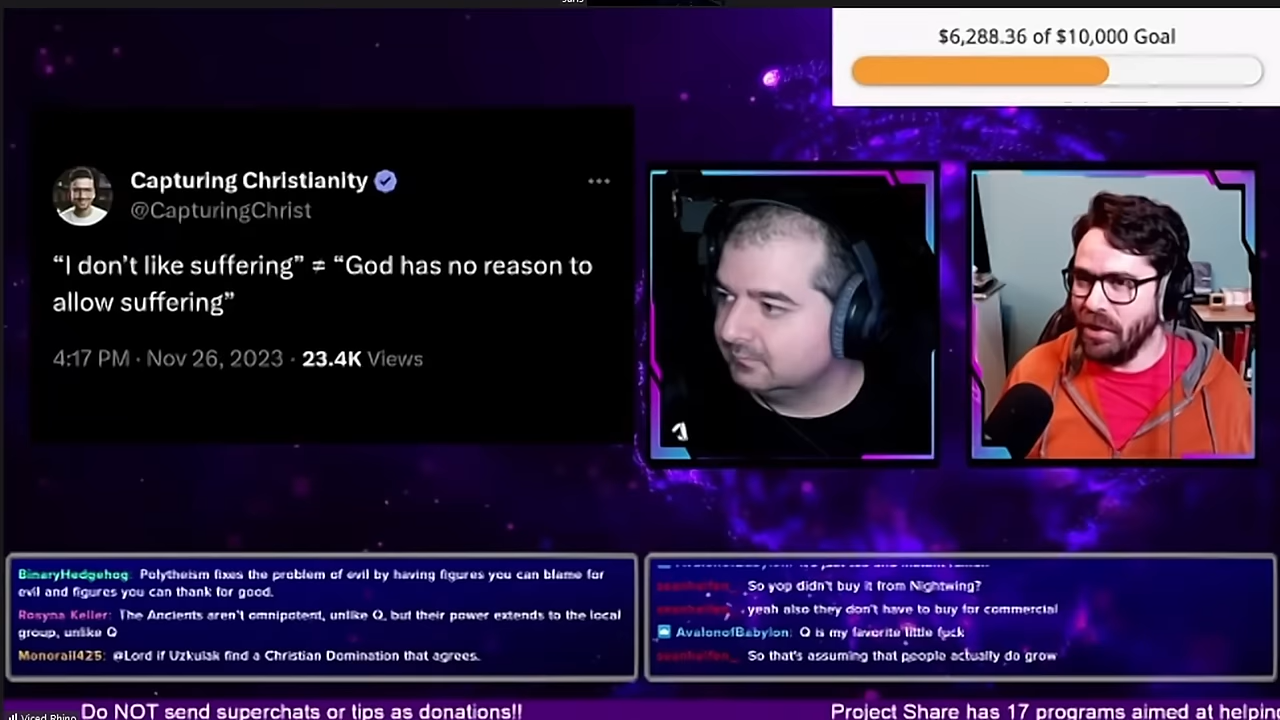 $6,288.36 of $10,000 Goal
Capturing Christianity
@CapturingChrist
“I don’t like suffering” ≠ “God has no reason to
allow suffering”
4:17 PM · Nov 26, 2023 · 23.4K Views
BinaryHedgehog: Polytheism fixes the problem of evil by having figures you can blame for
evil and figures you can thank for good.
Rosyna Keller: The Ancients aren't omnipotent, unlike Q, but their power extends to the local
group, unlike Q
Monorail425: @Lord if Uzkulak find a Christian Domination that agrees.
So yop didn't buy it from Nightwing?
yeah also they don't have to buy for commercial
AvalonofBabylon: Q is my favorite little fuck
So that's assuming that people actually do grow
Viced Rhino
Do NOT send superchats or tips as donations!!
Project Share has 17 programs aimed at helping